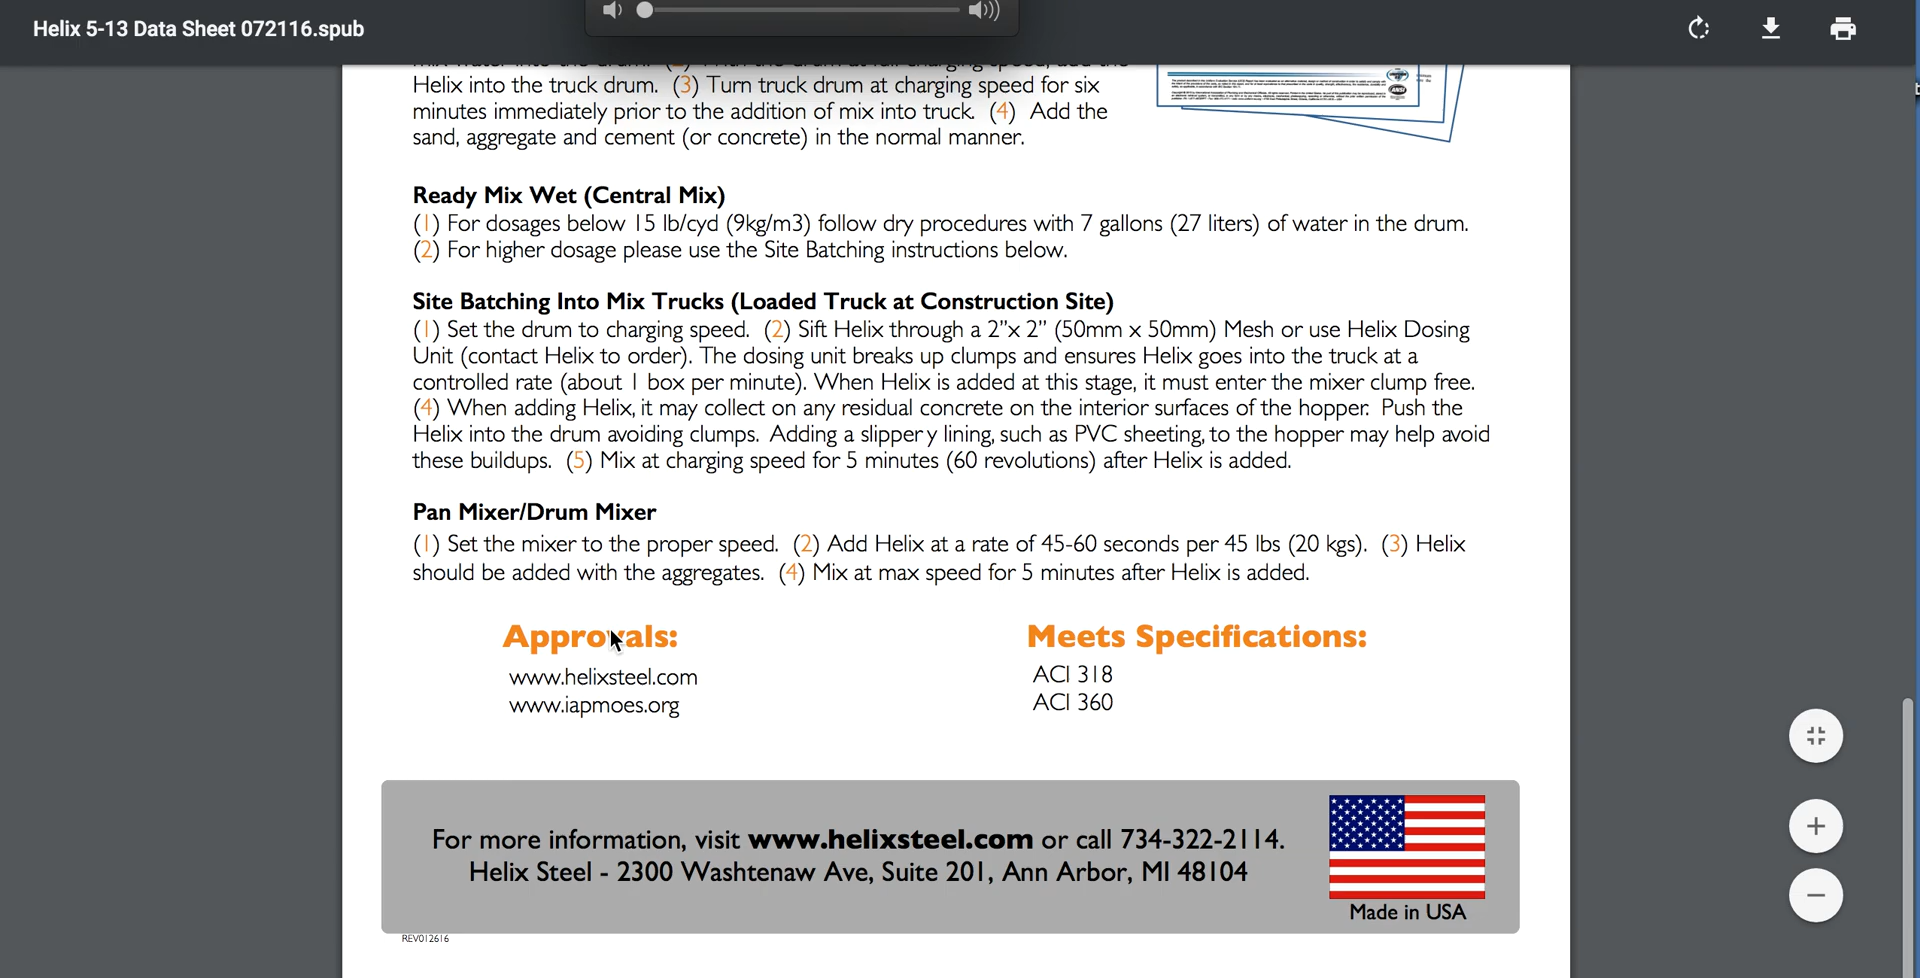 Helix 5-13 Data Sheet 072116.spub
Helix into the truck drum. (3) Turn truck drum at charging speed for six
minutes immediately prior to the addition of mix into truck. (4) Add the
sand, aggregate and cement (or concrete) in the normal manner.
ANSI
Ready Mix Wet (Central Mix)
(1) For dosages below 15 lb/cyd (9kg/m3) follow dry procedures with 7 gallons (27 liters) of water in the drum.
(2) For higher dosage please use the Site Batching instructions below.
Site Batching Into Mix Trucks (Loaded Truck at Construction Site)
(1) Set the drum to charging speed. (2) Sift Helix through a 2”x 2” (50mm x 50mm) Mesh or use Helix Dosing
Unit (contact Helix to order). The dosing unit breaks up clumps and ensures Helix goes into the truck at a
controlled rate (about 1 box per minute). When Helix is added at this stage, it must enter the mixer clump free.
(4) When adding Helix, it may collect on any residual concrete on the interior surfaces of the hopper. Push the
Helix into the drum avoiding clumps. Adding a slippery lining, such as PVC sheeting, to the hopper may help avoid
these buildups. (5) Mix at charging speed for 5 minutes (60 revolutions) after Helix is added.
Pan Mixer/Drum Mixer
(1) Set the mixer to the proper speed. (2) Add Helix at a rate of 45-60 seconds per 45 lbs (20 kgs). (3) Helix
should be added with the aggregates. (4) Mix at max speed for 5 minutes after Helix is added.
Approvals:
www.helixsteel.com
www.iapmoes.org
Meets Specifications:
ACI 318
ACI 360
For more information, visit www.helixsteel.com or call 734-322-2114.
Helix Steel - 2300 Washtenaw Ave, Suite 201, Ann Arbor, MI 48104
Made in USA
REV012616